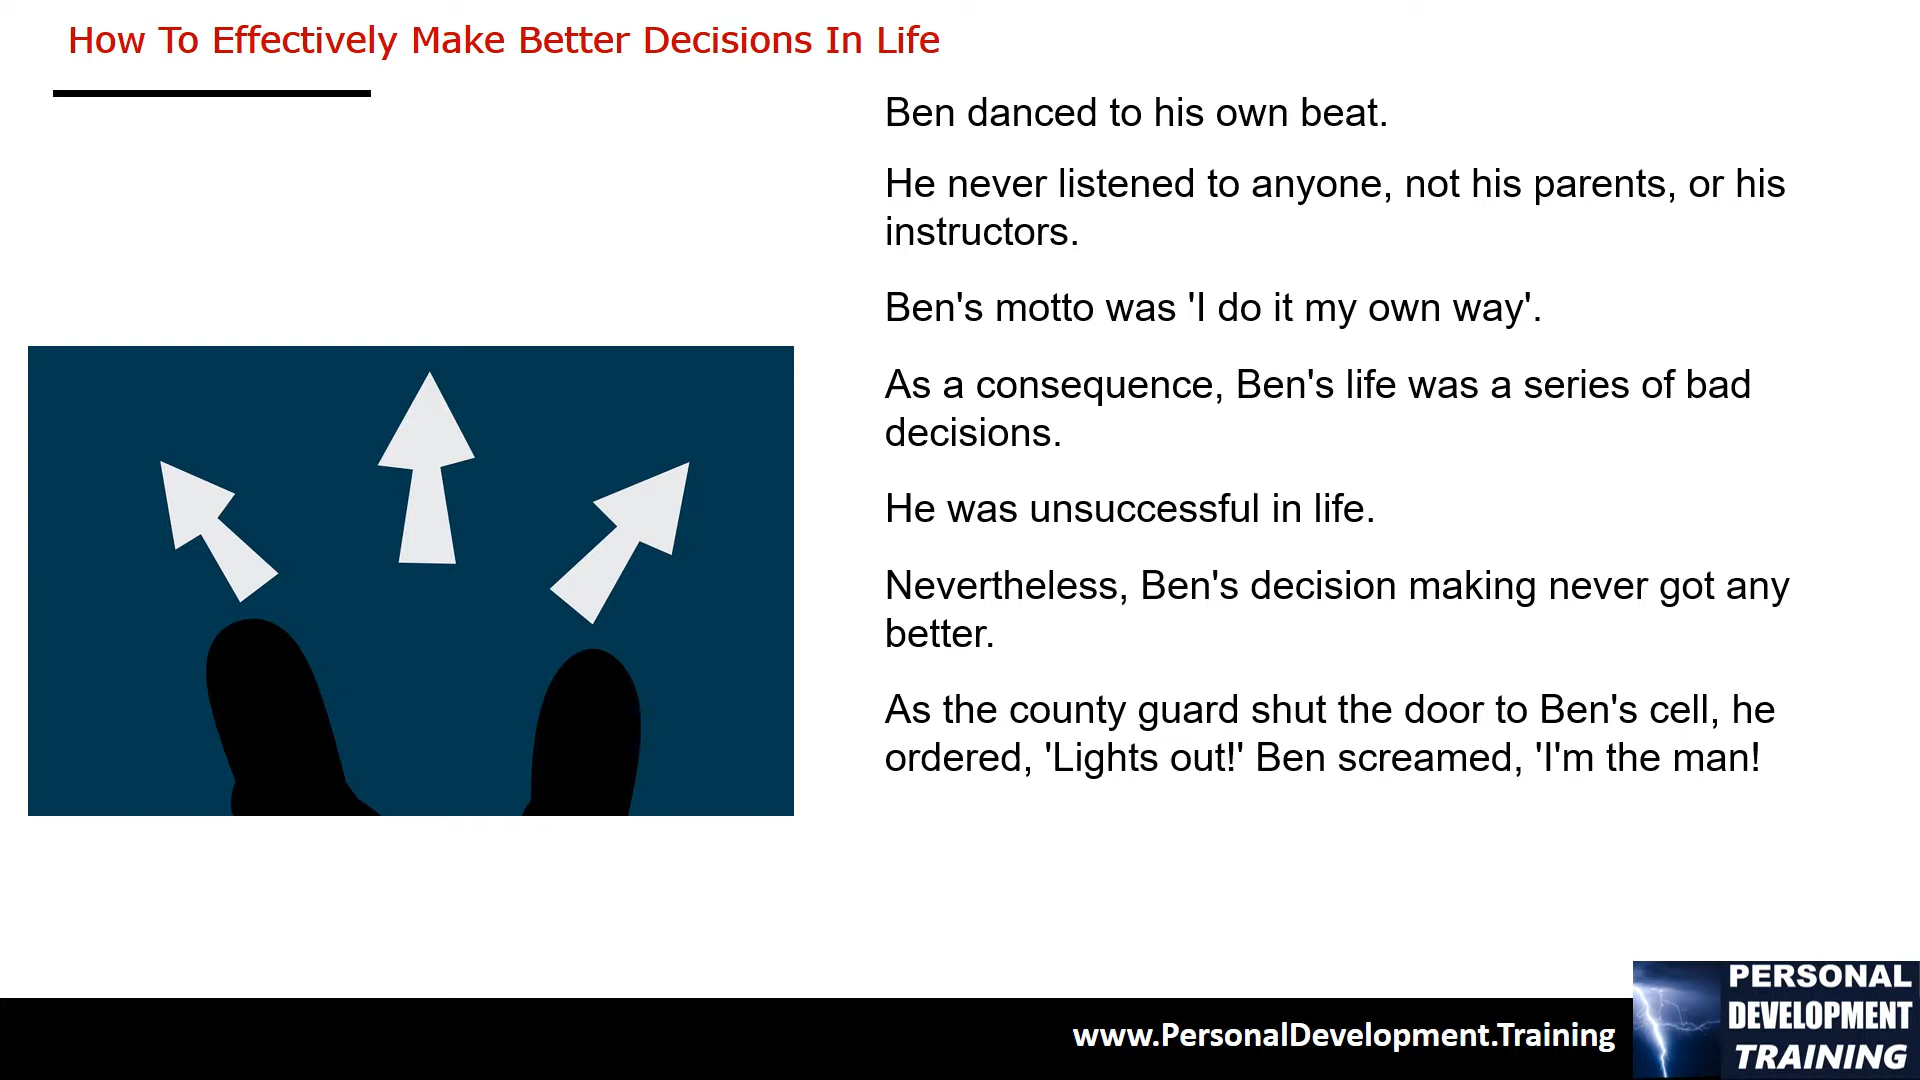 How To Effectively Make Better Decisions In Life
Ben danced to his own beat.
He never listened to anyone, not his parents, or his
instructors.
Ben's motto was 'I do it my own way'.
As a consequence, Ben's life was a series of bad
decisions.
He was unsuccessful in life.
Nevertheless, Ben's decision making never got any
better.
As the county guard shut the door to Ben's cell, he
ordered, 'Lights out!' Ben screamed, 'I'm the man!
www.PersonalDevelopment.Training
PERSONAL
DEVELOPMENT
TRAINING